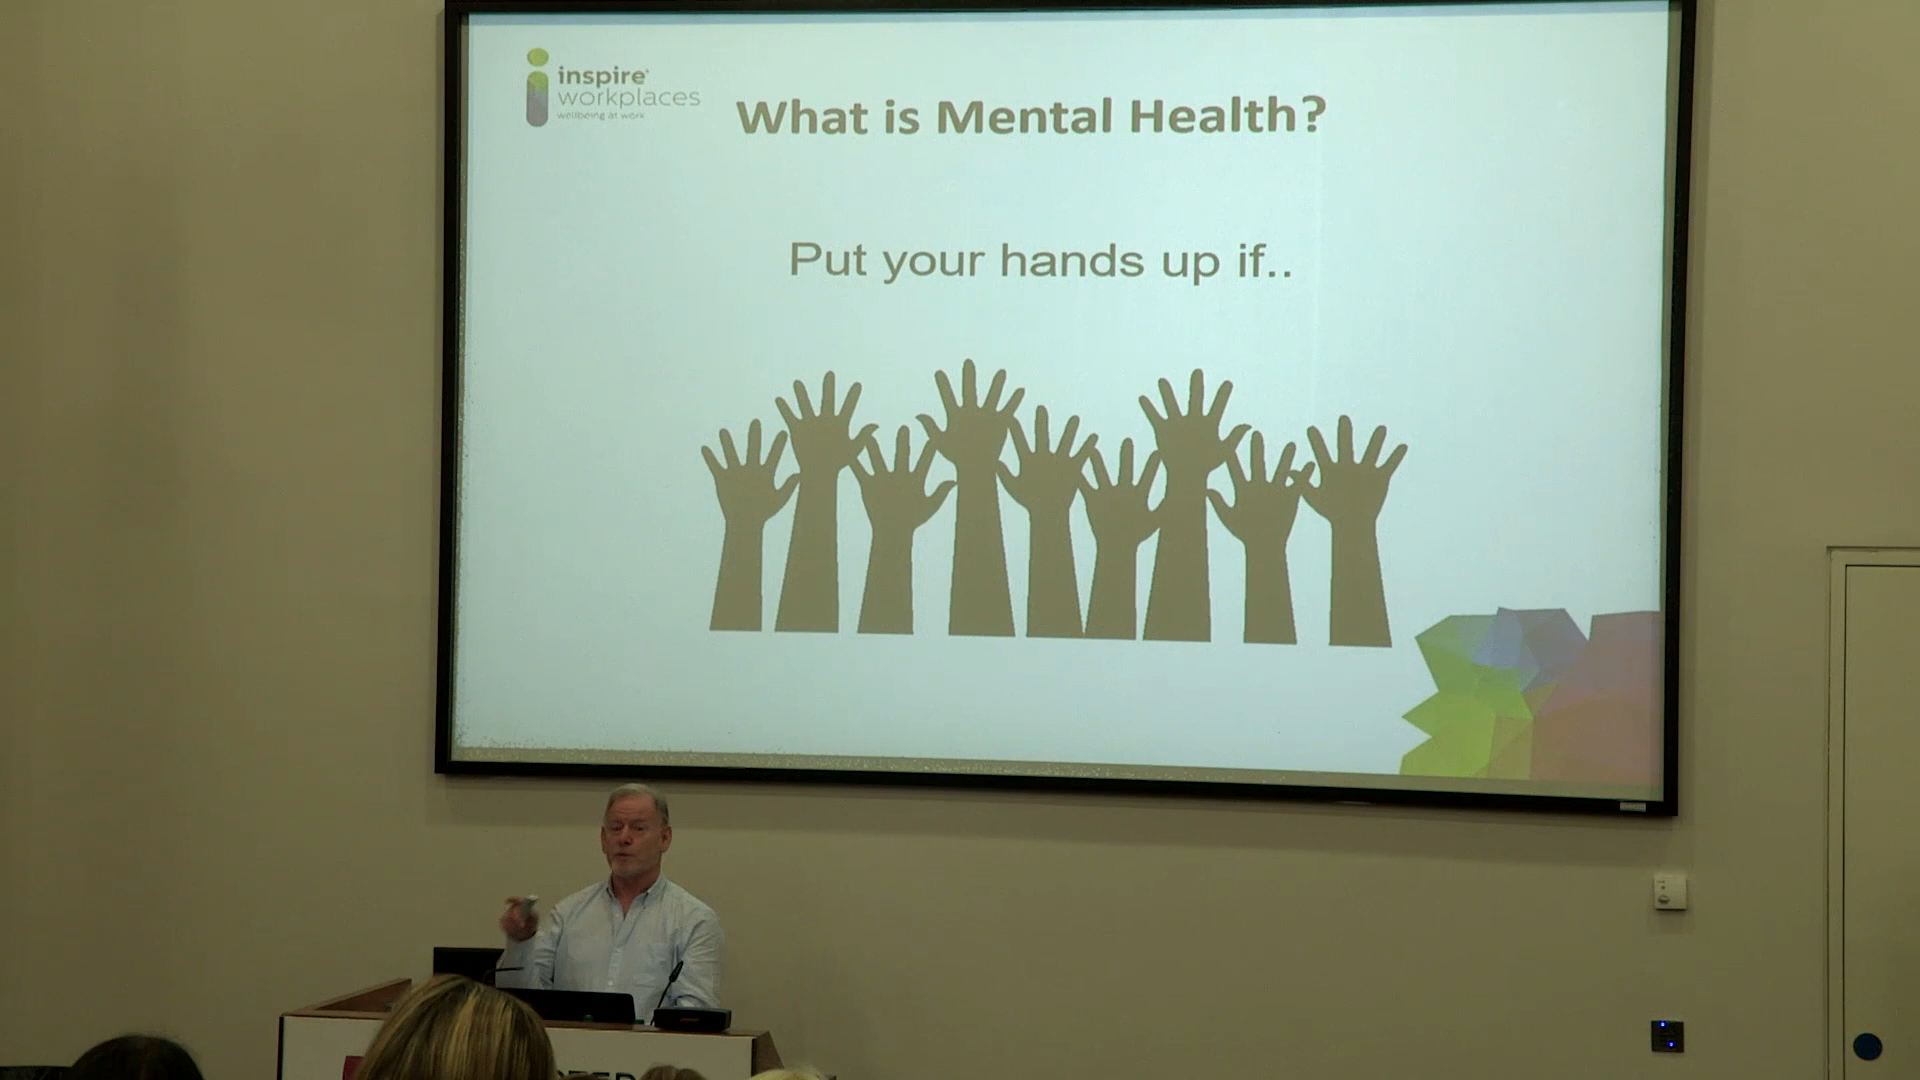 inspire
workplaces
wellbeing at work
What is Mental Health?
Put your hands up if..